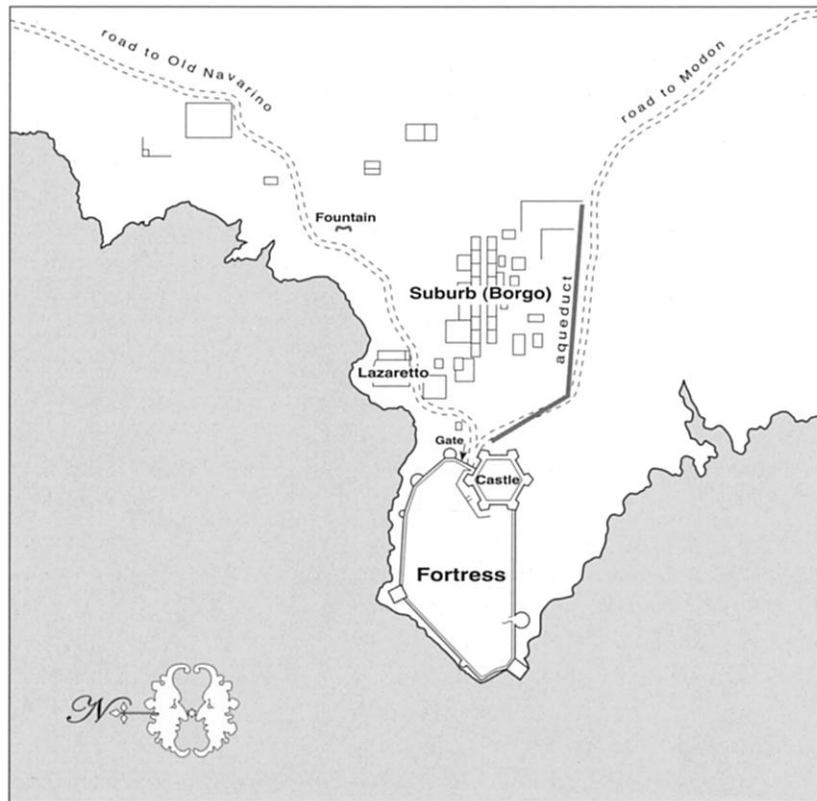 road to Old Navarino
road to Modon
Fountain
Suburb (Borgo)
aqueduct
Lazaretto
Gate
Castle
Fortress
N